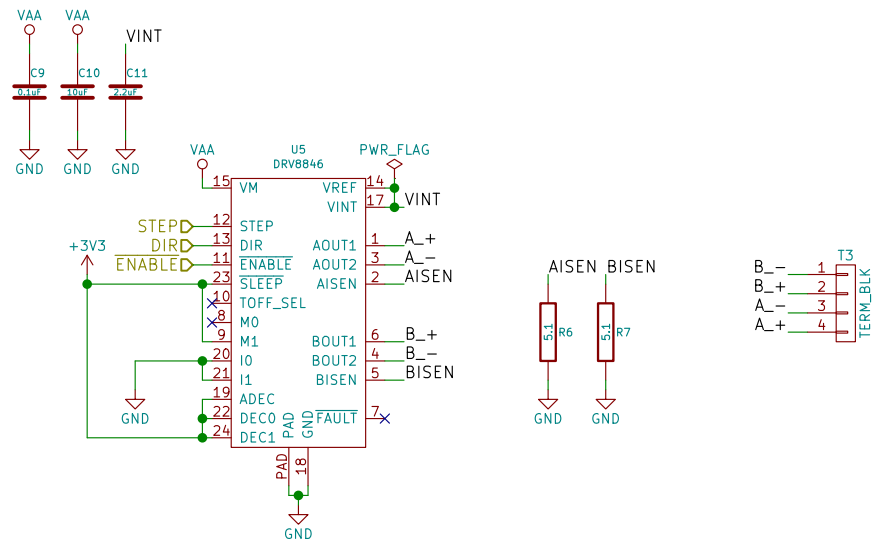 VAA
VAA
VINT
C9
C10
C11
0.1uF
10uF
2.2uF
GND
GND
GND
U5
DRV8846
VAA
PWR_FLAG
15 VM
VREF 14
VINT 17
VINT
STEP 12 STEP
DIR 13 DIR
ENABLE 11 ENABLE
+3V3
23 SLEEP
10 TOFF_SEL
8 M0
9 M1
20 I0
21 I1
19 ADEC
22 DEC0
24 DEC1
GND
AOUT1 1 A_+
AOUT2 3 A_-
AISEN 2 AISEN
BOUT1 6 B_+
BOUT2 4 B_-
BISEN 5 BISEN
FAULT 7
PAD
GND
PAD
18
GND
AISEN
BISEN
5.1
R6
5.1
R7
GND
GND
T3
B_- 1
B_+ 2
A_- 3
A_+ 4
TERM_BLK